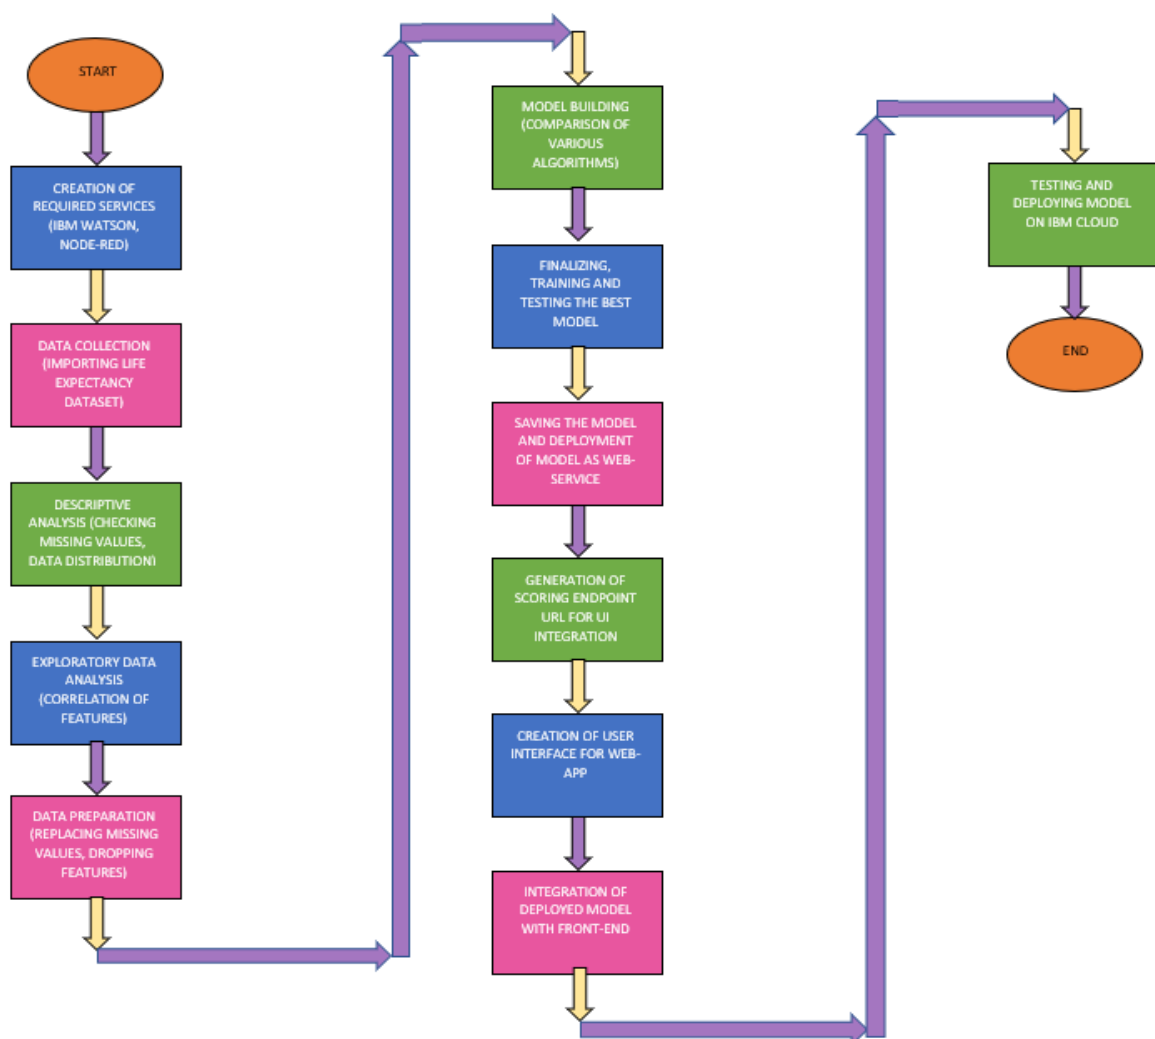 START
CREATION OF
REQUIRED SERVICES
(IBM WATSON,
NODE-RED)
DATA COLLECTION
(IMPORTING LIFE
EXPECTANCY
DATASET)
DESCRIPTIVE
ANALYSIS (CHECKING
MISSING VALUES,
DATA DISTRIBUTION)
EXPLORATORY DATA
ANALYSIS
(CORRELATION OF
FEATURES)
DATA PREPARATION
(REPLACING MISSING
VALUES, DROPPING
FEATURES)
MODEL BUILDING
(COMPARISON OF
VARIOUS
ALGORITHMS)
FINALIZING,
TRAINING AND
TESTING THE BEST
MODEL
SAVING THE MODEL
AND DEPLOYMENT
OF MODEL AS WEB-
SERVICE
GENERATION OF
SCORING ENDPOINT
URL FOR UI
INTEGRATION
CREATION OF USER
INTERFACE FOR WEB-
APP
INTEGRATION OF
DEPLOYED MODEL
WITH FRONT-END
TESTING AND
DEPLOYING MODEL
ON IBM CLOUD
END